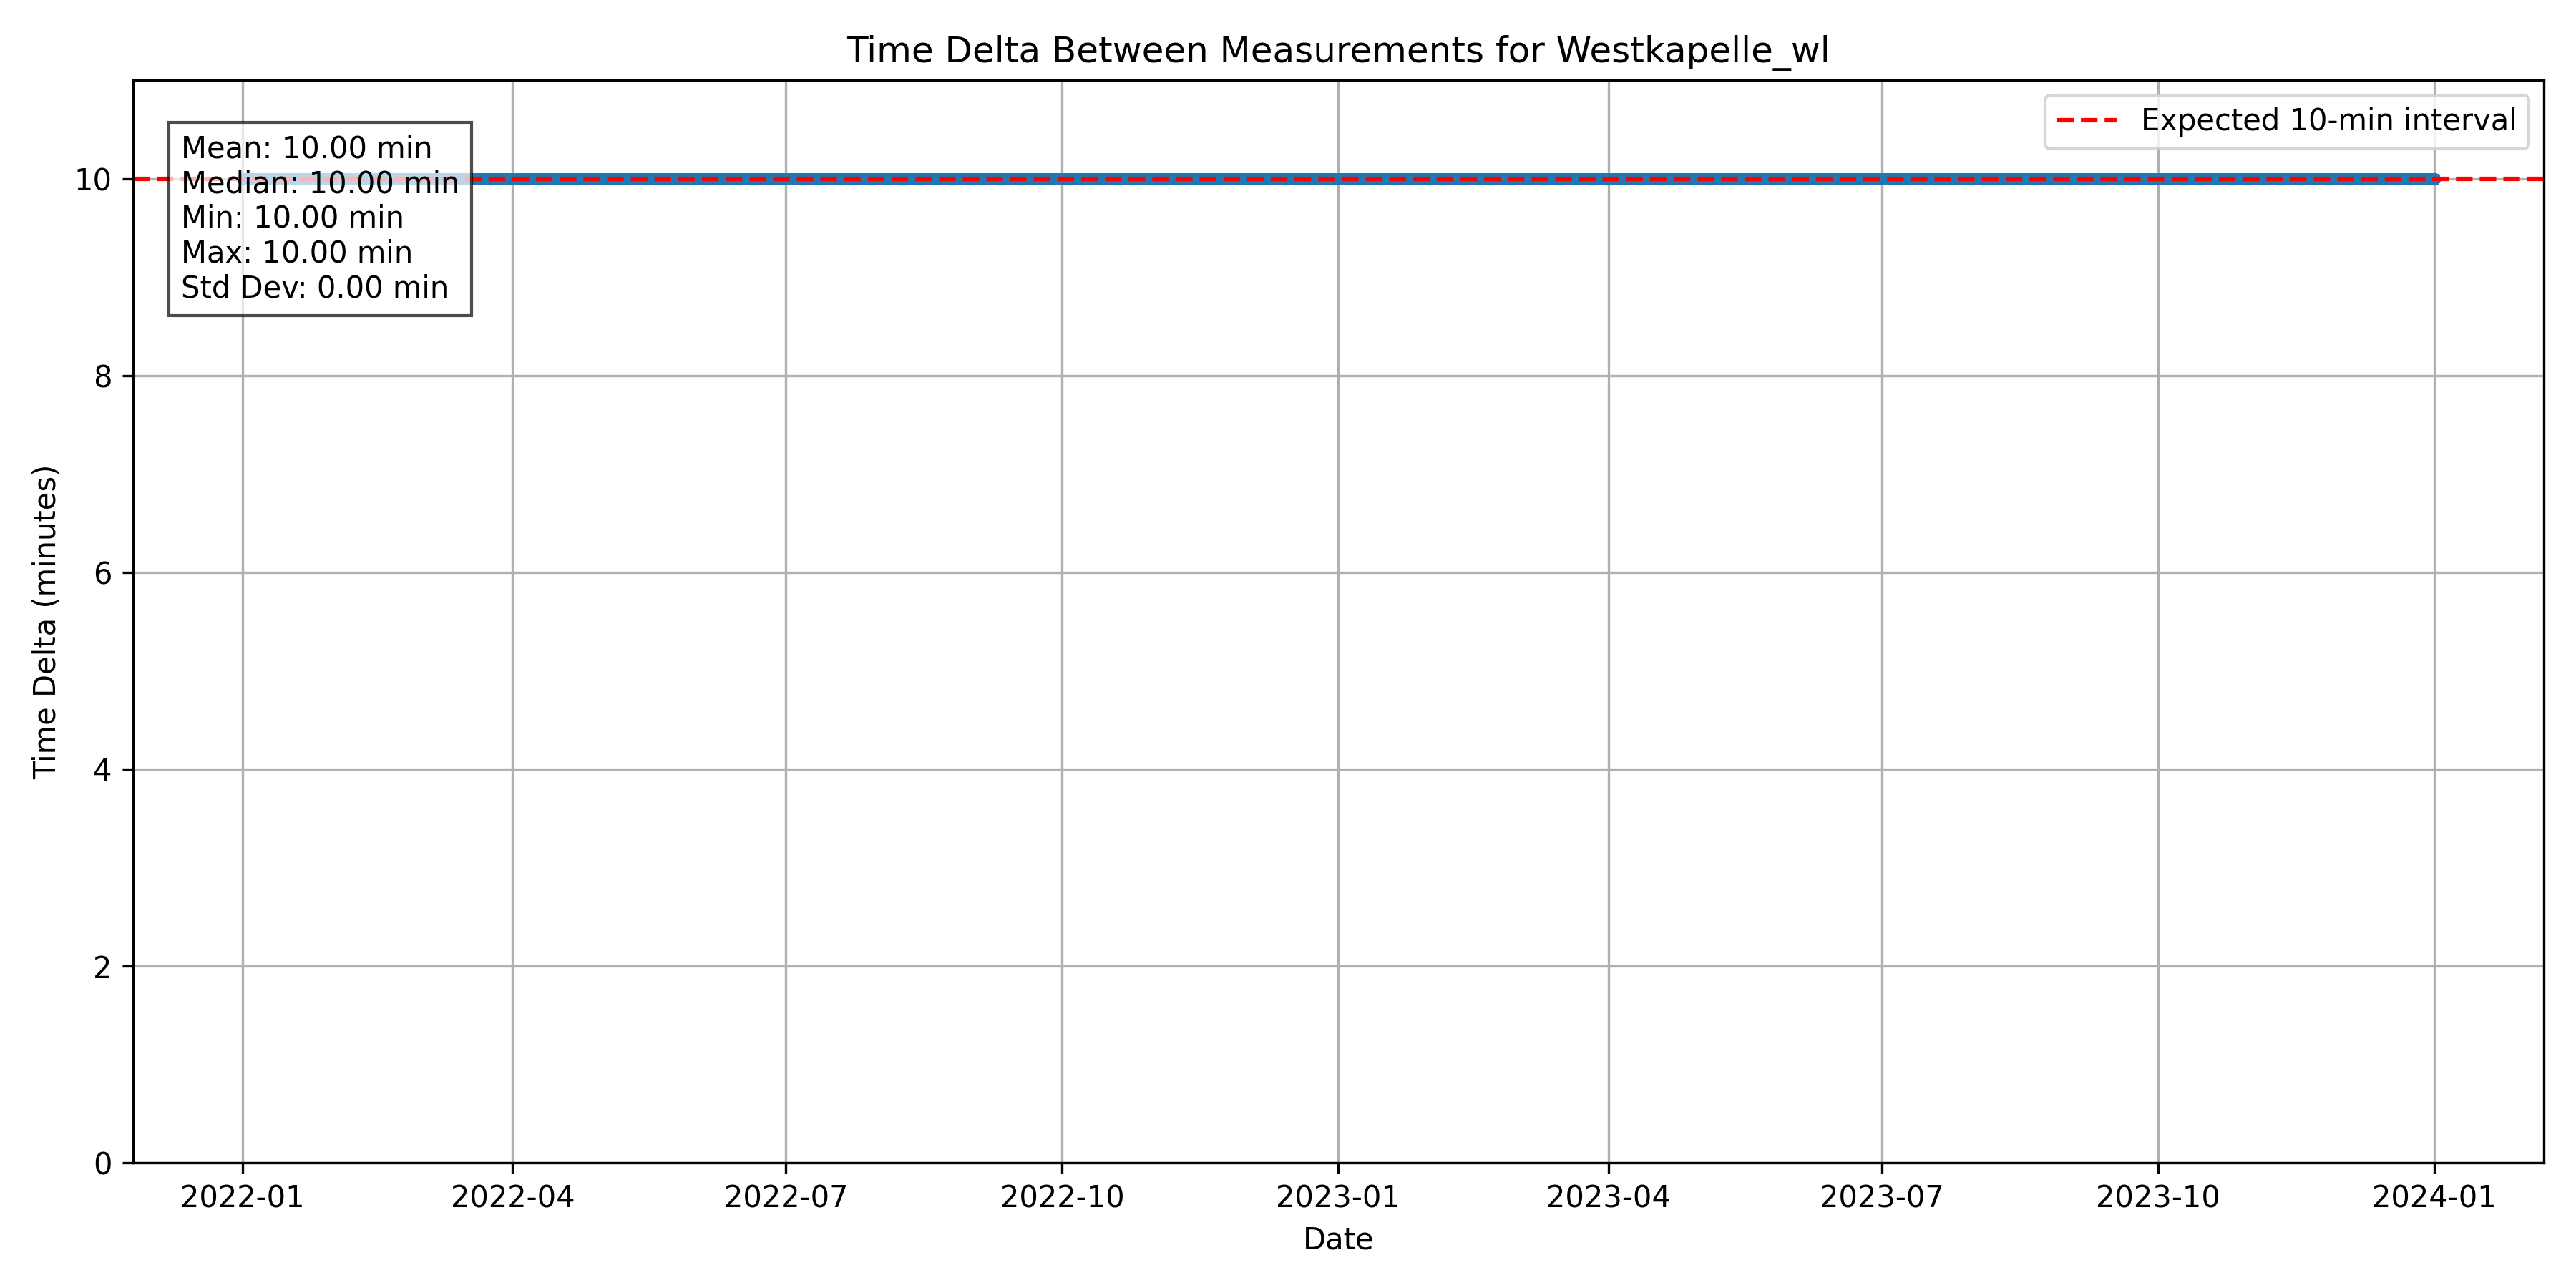 Time Delta Between Measurements for Westkapelle_wl
Expected 10-min interval
Mean: 10.00 min
Median: 10.00 min
Min: 10.00 min
Max: 10.00 min
Std Dev: 0.00 min
Time Delta (minutes)
10
8
6
4
2
0
2022-01
2022-04
2022-07
2022-10
2023-01
2023-04
2023-07
2023-10
2024-01
Date